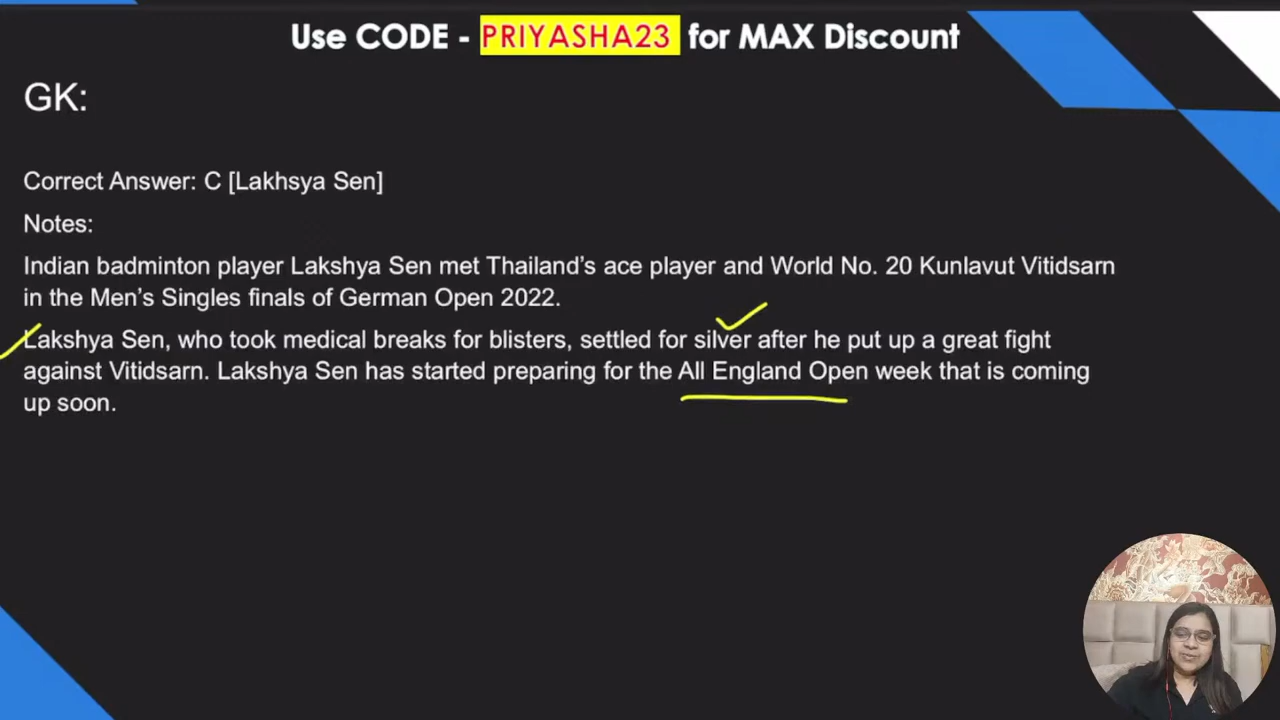 Use CODE - PRIYASHA23 for MAX Discount
GK:
Correct Answer: C [Lakhsya Sen]
Notes:
Indian badminton player Lakshya Sen met Thailand’s ace player and World No. 20 Kunlavut Vitidsarn
in the Men’s Singles finals of German Open 2022.
Lakshya Sen, who took medical breaks for blisters, settled for silver after he put up a great fight
against Vitidsarn. Lakshya Sen has started preparing for the All England Open week that is coming
up soon.